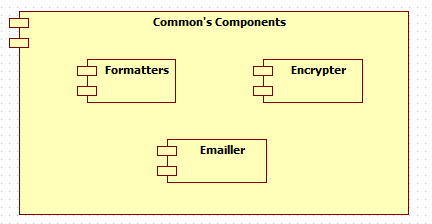 Common's Components
Formatters
Encrypter
Emailler